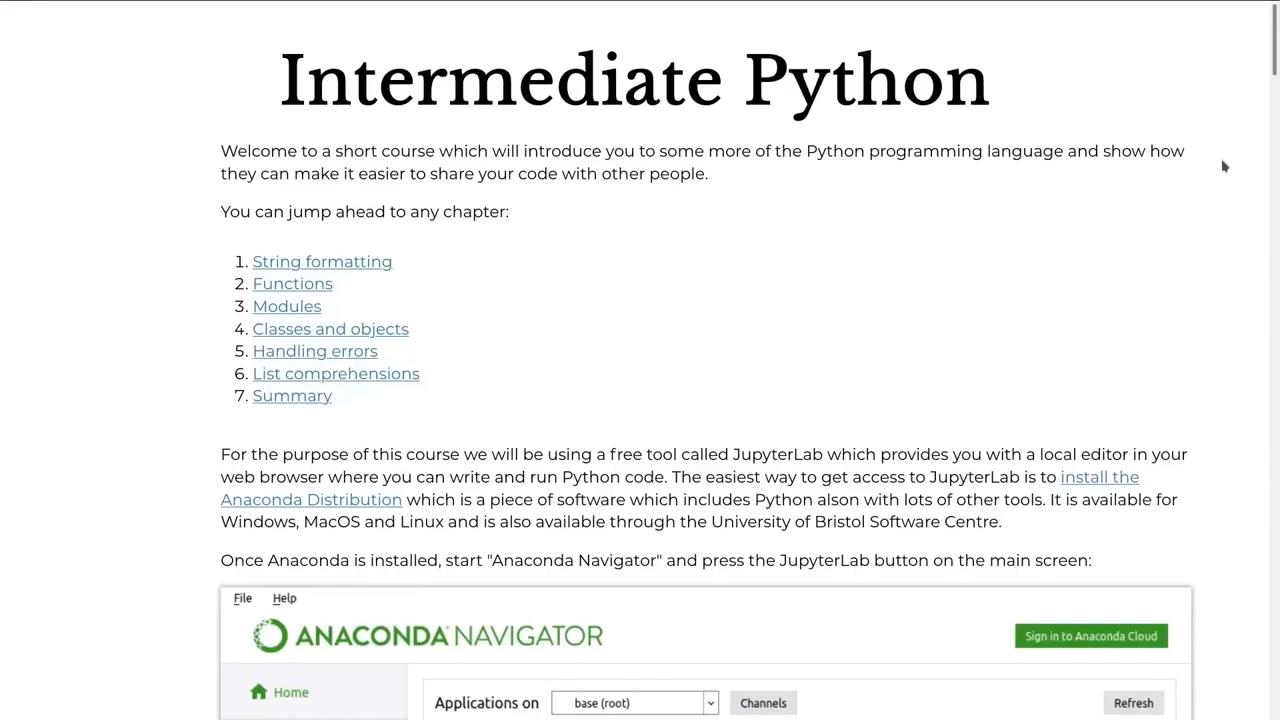 Intermediate Python
Welcome to a short course which will introduce you to some more of the Python programming language and show how
they can make it easier to share your code with other people.
You can jump ahead to any chapter:
1. String formatting
2. Functions
3. Modules
4. Classes and objects
5. Handling errors
6. List comprehensions
7. Summary
For the purpose of this course we will be using a free tool called JupyterLab which provides you with a local editor in your
web browser where you can write and run Python code. The easiest way to get access to JupyterLab is to install the
Anaconda Distribution which is a piece of software which includes Python alson with lots of other tools. It is available for
Windows, MacOS and Linux and is also available through the University of Bristol Software Centre.
Once Anaconda is installed, start "Anaconda Navigator" and press the JupyterLab button on the main screen:
File Help
ANACONDA NAVIGATOR
Sign in to Anaconda Cloud
Home
Applications on base (root) Channels Refresh